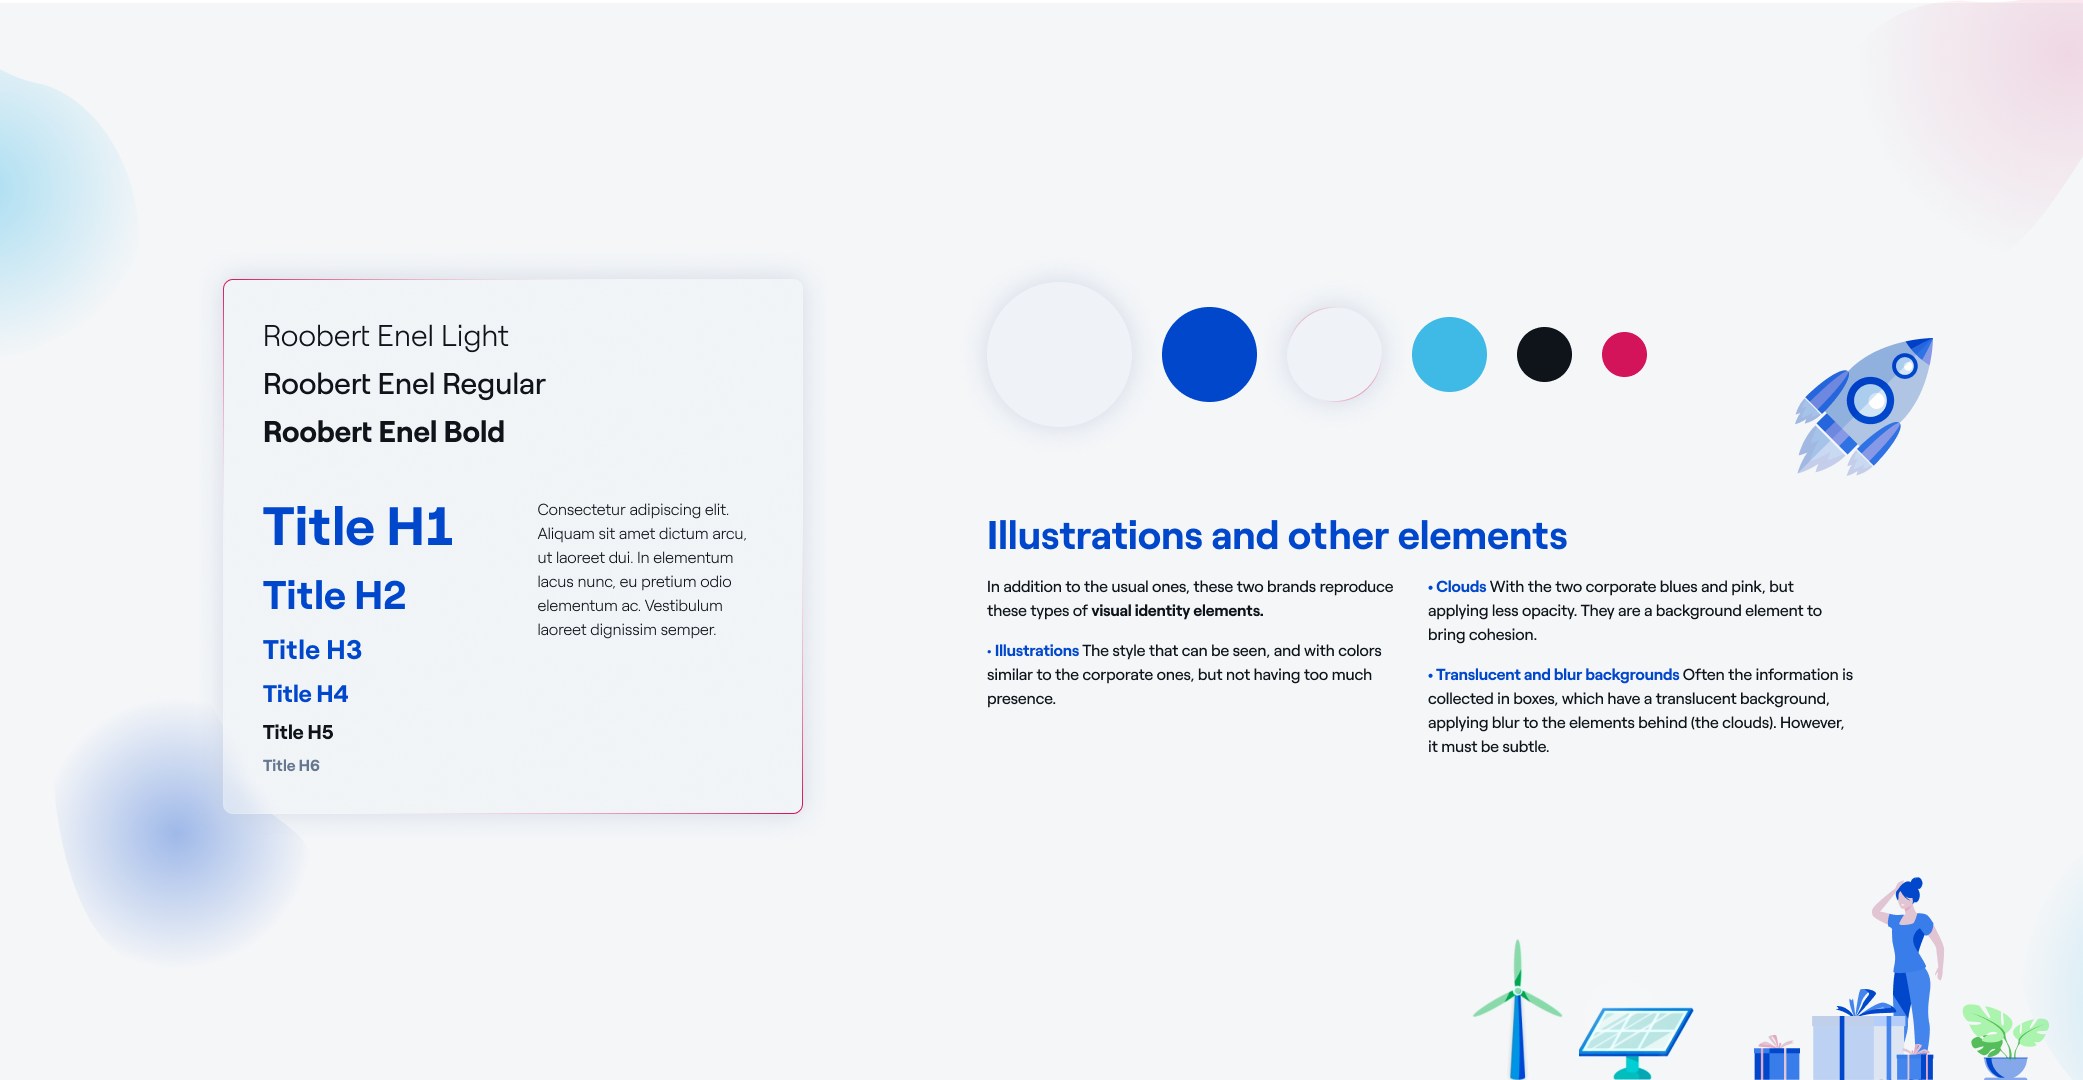 Roobert Enel Light
Roobert Enel Regular
Roobert Enel Bold
Title H1
Title H2
Title H3
Title H4
Title H5
Title H6
Consectetur adipiscing elit.
Aliquam sit amet dictum arcu,
ut laoreet dui. In elementum
lacus nunc, eu pretium odio
elementum ac. Vestibulum
laoreet dignissim semper.
Illustrations and other elements
In addition to the usual ones, these two brands reproduce
these types of visual identity elements.
• Illustrations The style that can be seen, and with colors
similar to the corporate ones, but not having too much
presence.
• Clouds With the two corporate blues and pink, but
applying less opacity. They are a background element to
bring cohesion.
• Translucent and blur backgrounds Often the information is
collected in boxes, which have a translucent background,
applying blur to the elements behind (the clouds). However,
it must be subtle.